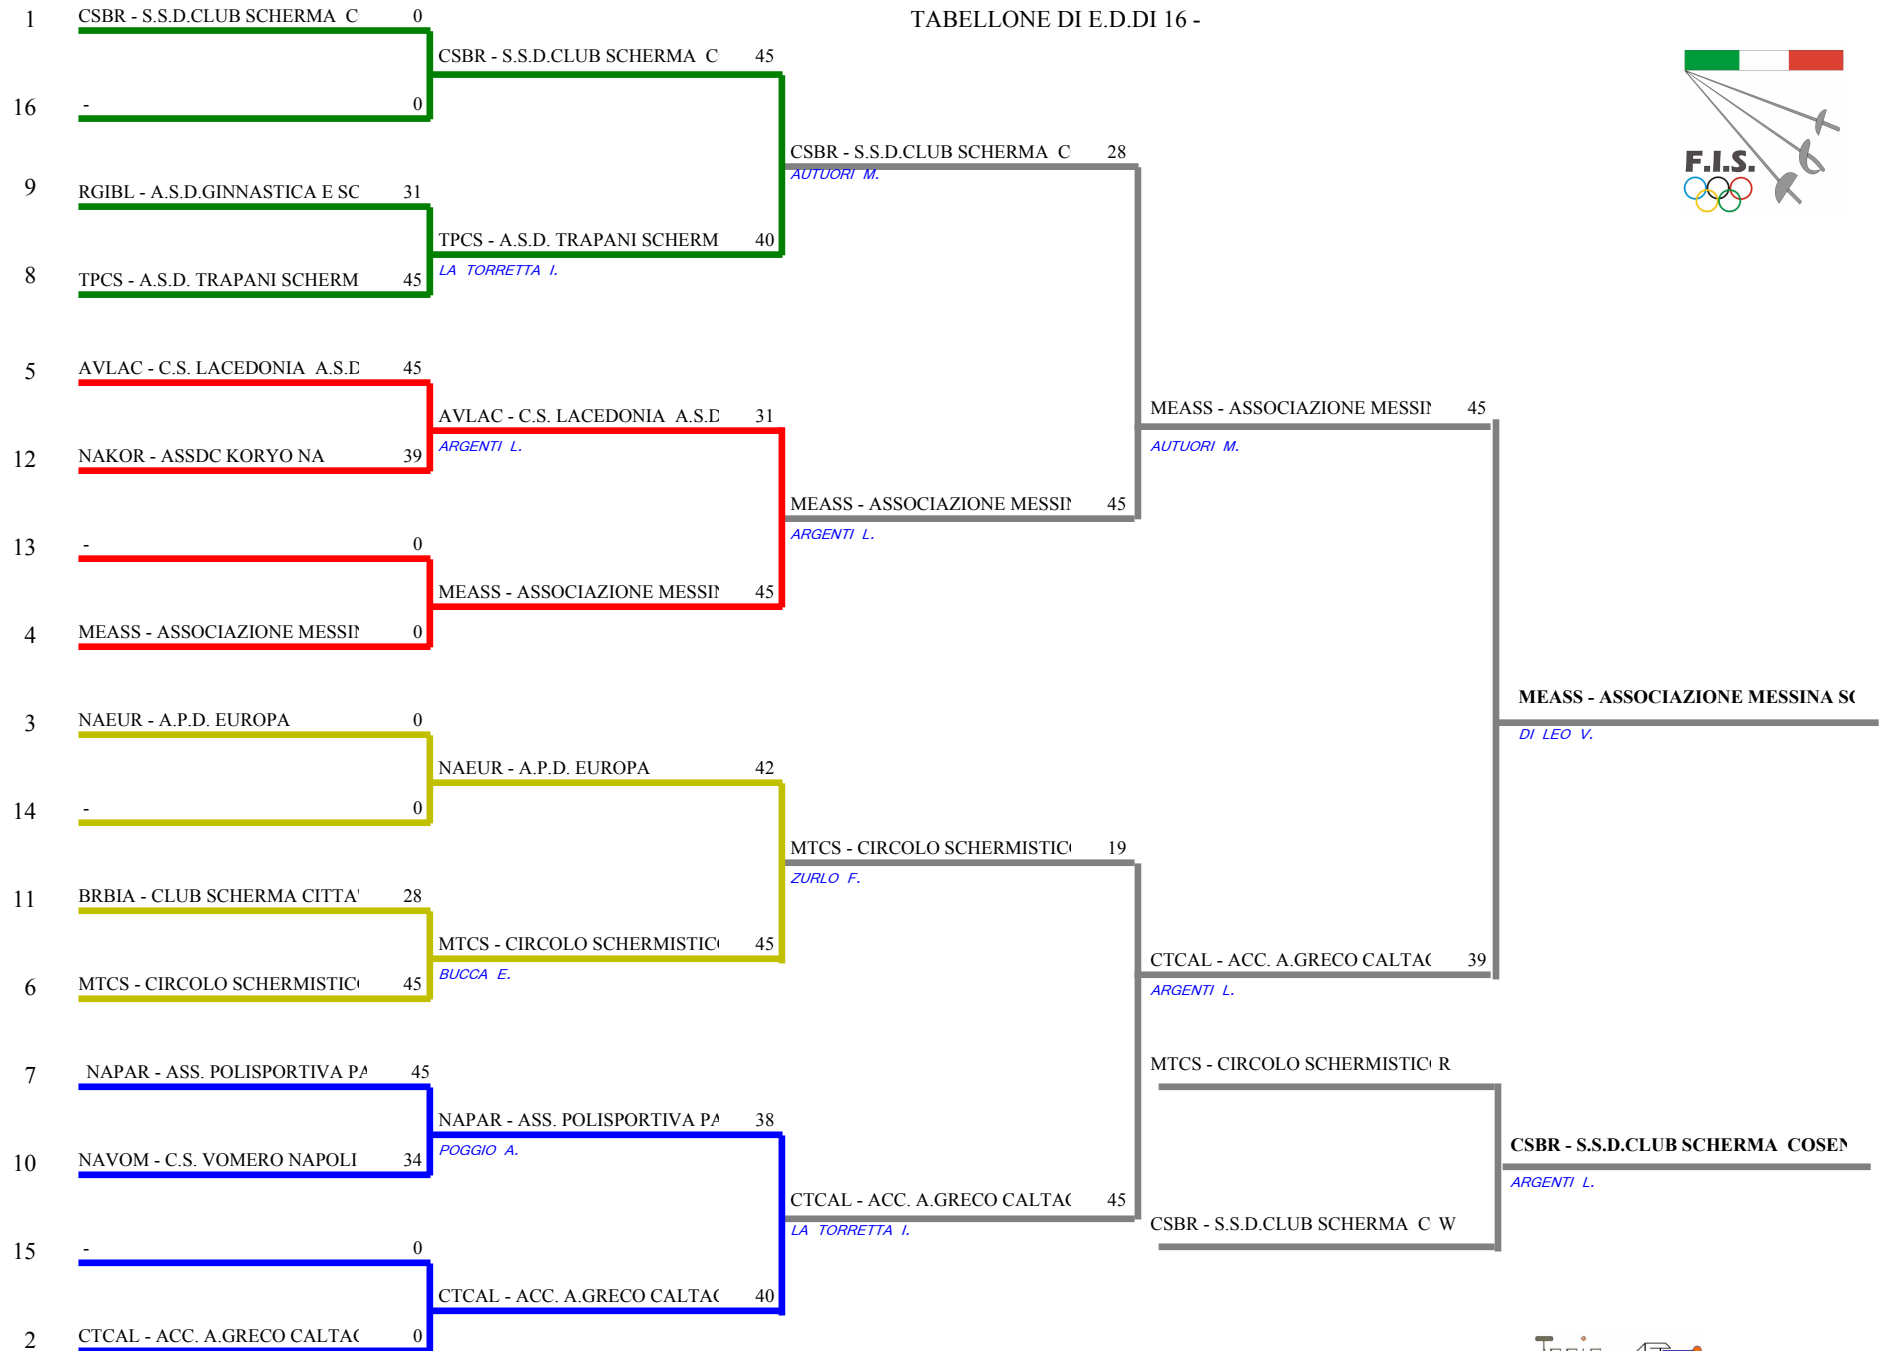 TABELLONE DI E.D.DI 16 -
F.I.S.
1 CSBR - S.S.D.CLUB SCHERMA C 0
16 - 0
9 RGIBL - A.S.D.GINNASTICA E SC 31
8 TPCS - A.S.D. TRAPANI SCHERM 45
5 AVLAC - C.S. LACEDONIA A.S.D 45
12 NAKOR - ASSDC KORYO NA 39
13 - 0
4 MEASS - ASSOCIAZIONE MESSIN 0
3 NAEUR - A.P.D. EUROPA 0
14 - 0
11 BRBIA - CLUB SCHERMA CITTA' 28
6 MTCS - CIRCOLO SCHERMISTICO 45
7 NAPAR - ASS. POLISPORTIVA PA 45
10 NAVOM - C.S. VOMERO NAPOLI 34
15 - 0
2 CTCAL - ACC. A.GRECO CALTAG 0
CSBR - S.S.D.CLUB SCHERMA C 45
TPCS - A.S.D. TRAPANI SCHERM 40
LA TORRETTA I.
AVLAC - C.S. LACEDONIA A.S.D 31
ARGENTI L.
MEASS - ASSOCIAZIONE MESSIN 45
NAEUR - A.P.D. EUROPA 42
MTCS - CIRCOLO SCHERMISTICO 45
BUCCA E.
NAPAR - ASS. POLISPORTIVA PA 38
POGGIO A.
CTCAL - ACC. A.GRECO CALTAG 40
CSBR - S.S.D.CLUB SCHERMA C 28
AUTUORI M.
MEASS - ASSOCIAZIONE MESSIN 45
ARGENTI L.
MTCS - CIRCOLO SCHERMISTICO 19
ZURLO F.
CTCAL - ACC. A.GRECO CALTAG 45
LA TORRETTA I.
MEASS - ASSOCIAZIONE MESSIN 45
AUTUORI M.
CTCAL - ACC. A.GRECO CALTAG 39
ARGENTI L.
MTCS - CIRCOLO SCHERMISTICO R
CSBR - S.S.D.CLUB SCHERMA C W
MEASS - ASSOCIAZIONE MESSINA SC
DI LEO V.
CSBR - S.S.D.CLUB SCHERMA COSEN
ARGENTI L.